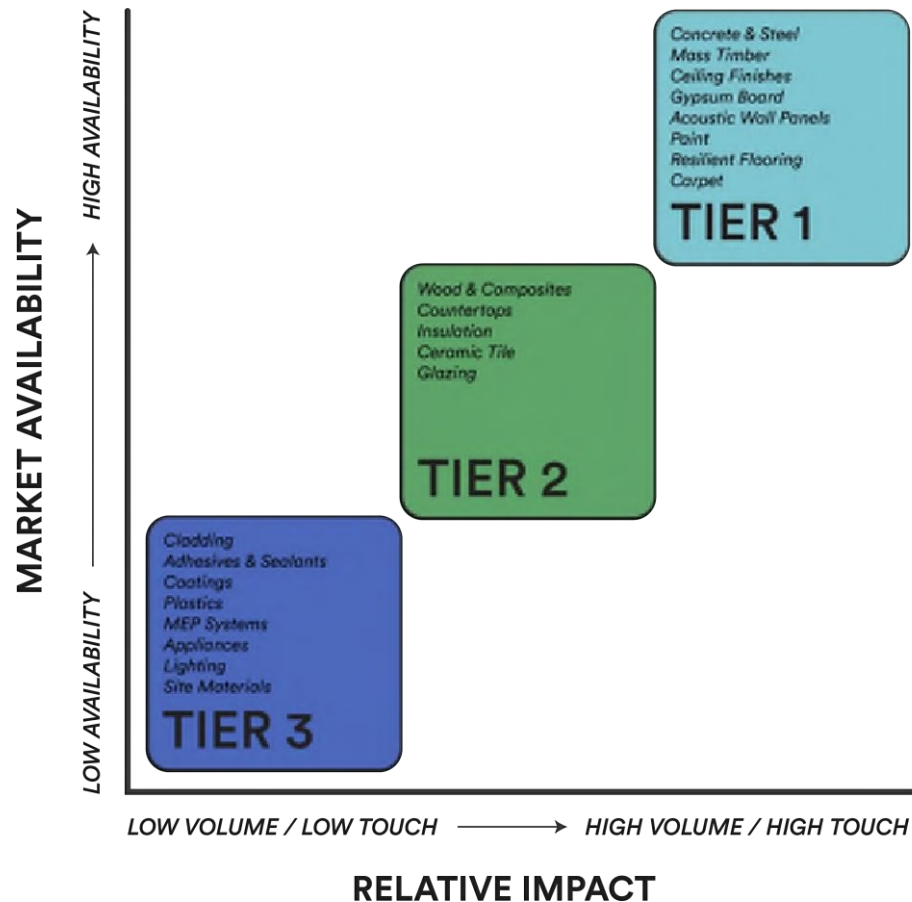 MARKET AVAILABILITY
HIGH AVAILABILITY
LOW AVAILABILITY
Concrete & Steel
Mass Timber
Ceiling Finishes
Gypsum Board
Acoustic Wall Panels
Paint
Resilient Flooring
Carpet
TIER 1
Wood & Composites
Countertops
Insulation
Ceramic Tile
Glazing
TIER 2
Cladding
Adhesives & Sealants
Coatings
Plastics
MEP Systems
Appliances
Lighting
Site Materials
TIER 3
LOW VOLUME / LOW TOUCH
HIGH VOLUME / HIGH TOUCH
RELATIVE IMPACT